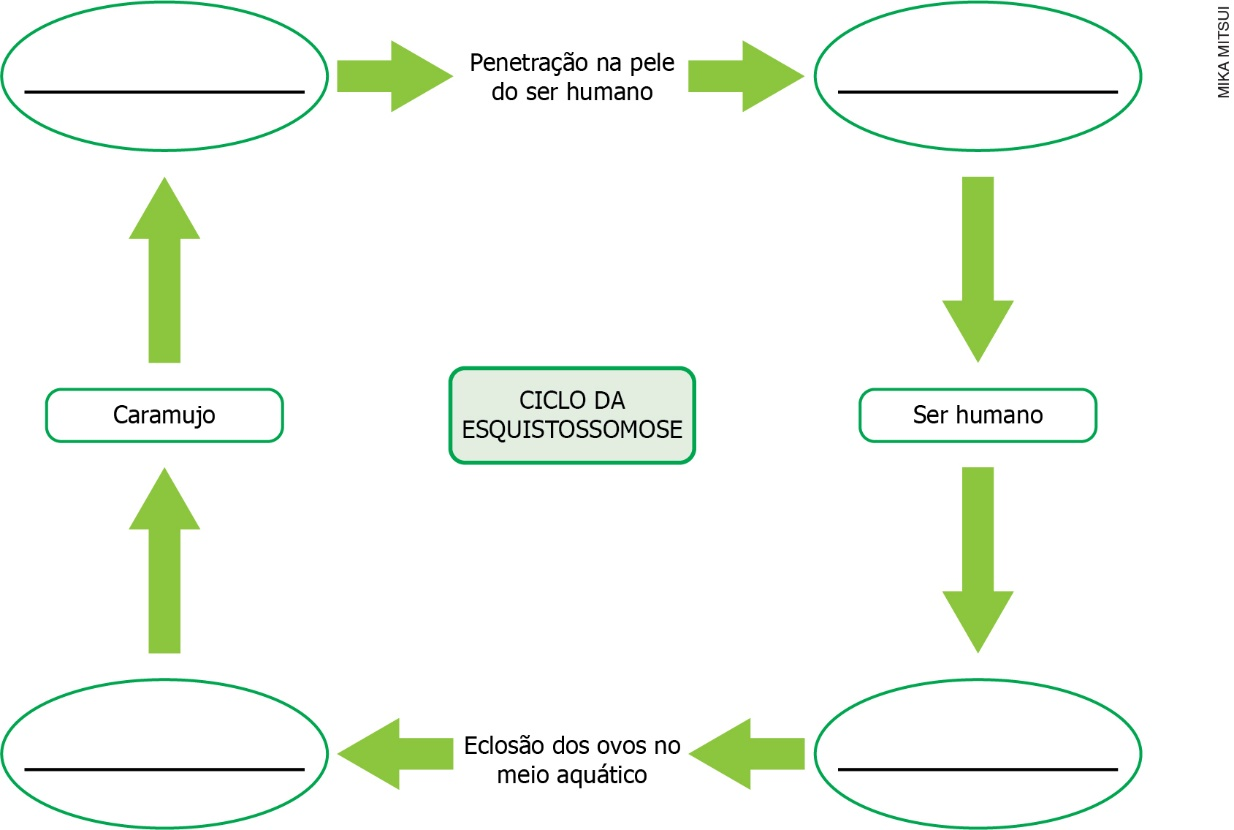 Penetração na pele
do ser humano
MIKA MITSUI
Caramujo
CICLO DA
ESQUISTOSSOMOSE
Ser humano
Eclosão dos ovos no
meio aquático